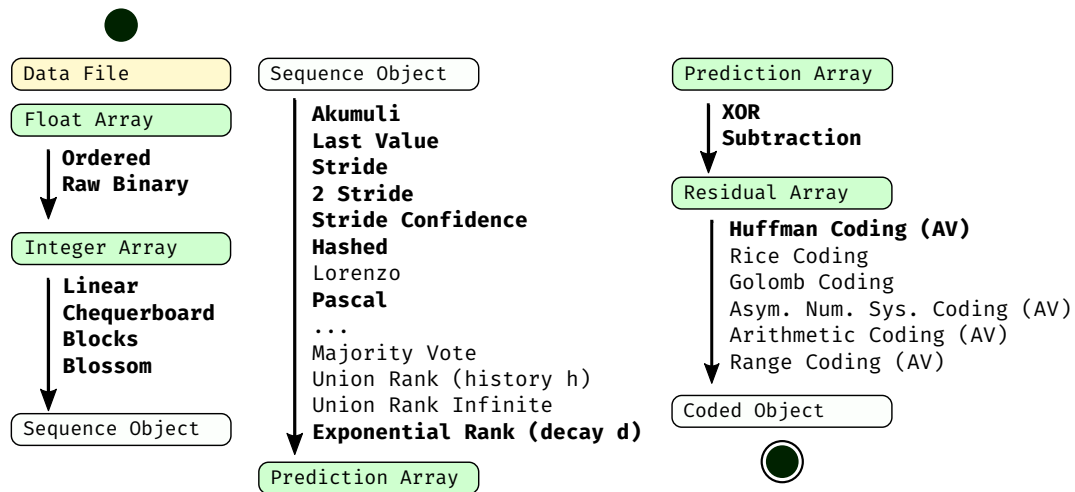 Data File
Float Array
Ordered
Raw Binary
Integer Array
Linear
Chequerboard
Blocks
Blossom
Sequence Object
Sequence Object
Akumuli
Last Value
Stride
2 Stride
Stride Confidence
Hashed
Lorenzo
Pascal
...
Majority Vote
Union Rank (history h)
Union Rank Infinite
Exponential Rank (decay d)
Prediction Array
Prediction Array
XOR
Subtraction
Residual Array
Huffman Coding (AV)
Rice Coding
Golomb Coding
Asym. Num. Sys. Coding (AV)
Arithmetic Coding (AV)
Range Coding (AV)
Coded Object